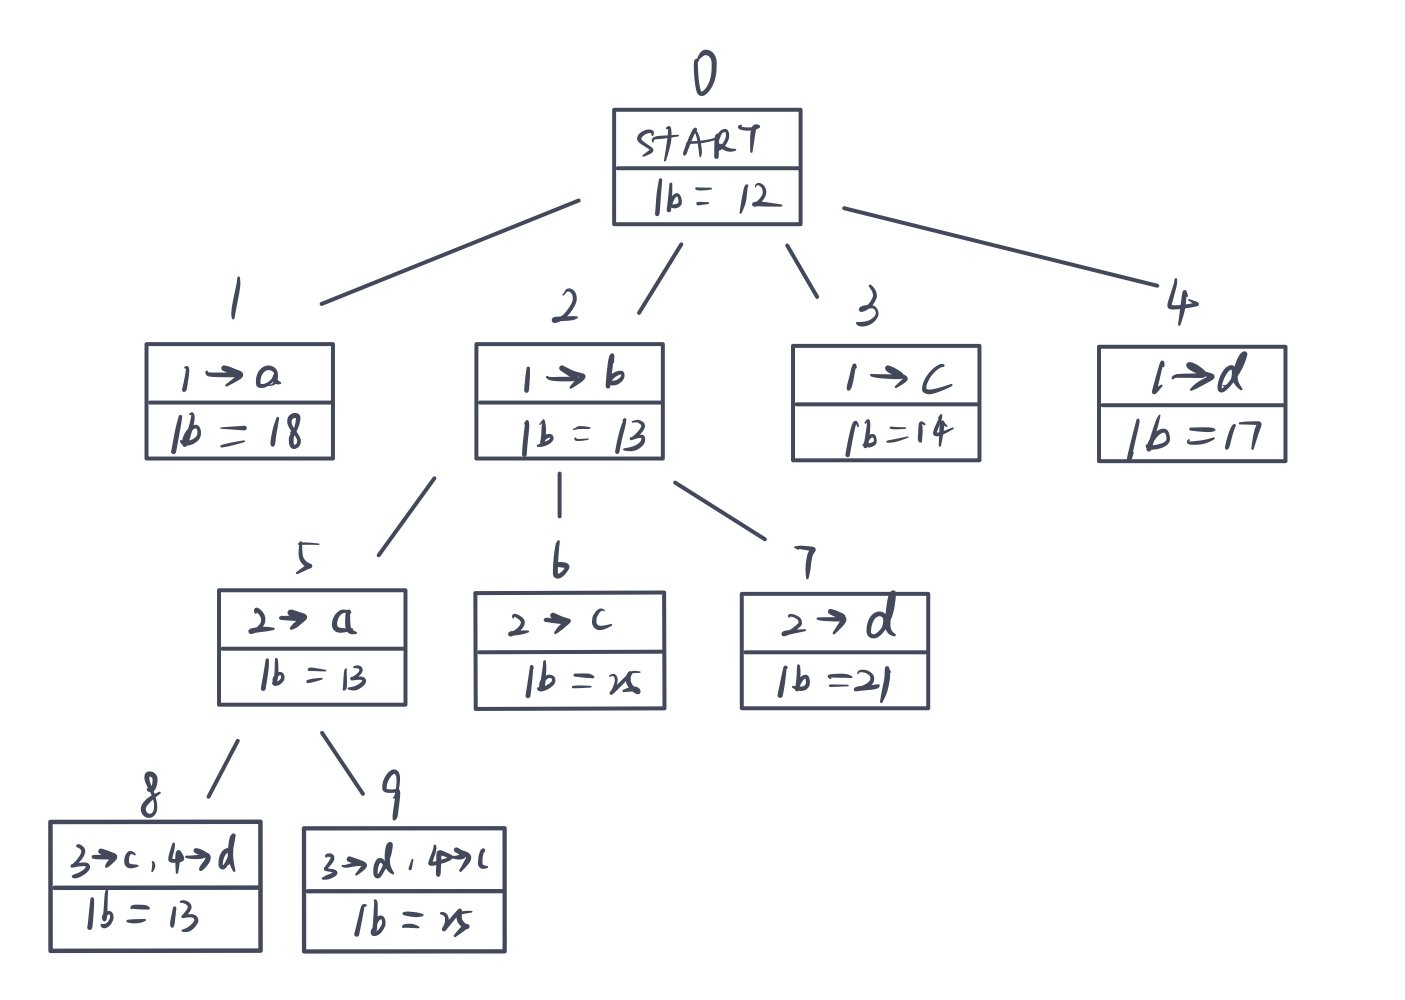 0
START
lb = 12
1
2
3
4
1→a
1→b
1→c
1→d
lb = 18
lb = 13
lb=14
lb=17
5
6
7
2→a
2→c
2→d
lb = 13
lb = 25
lb=21
8
9
3→c, 4→d
3→d, 4→c
lb = 13
lb = 25